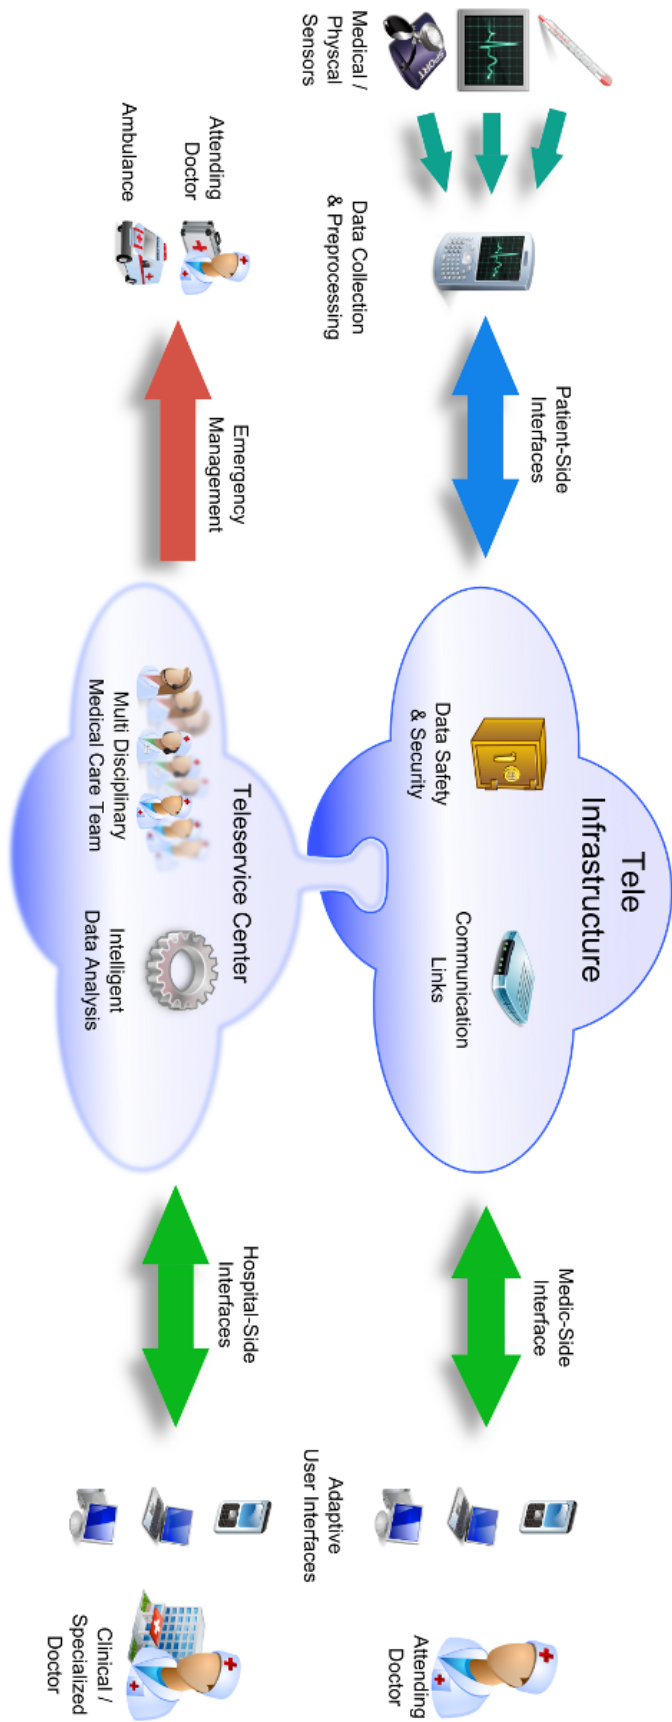 Tele
Infrastructure
Patient-Side
Interfaces
Medic-Side
Interface
Data Safety
& Security
Communication
Links
Medical /
Physcal
Sensors
Data Collection
& Preprocessing
Adaptive
User Interfaces
Attending
Doctor
Teleservice Center
Emergency
Management
Hospital-Side
Interfaces
Attending
Doctor
Ambulance
Multi Disciplinary
Medical Care Team
Intelligent
Data Analysis
Clinical /
Specialized
Doctor
SPORT